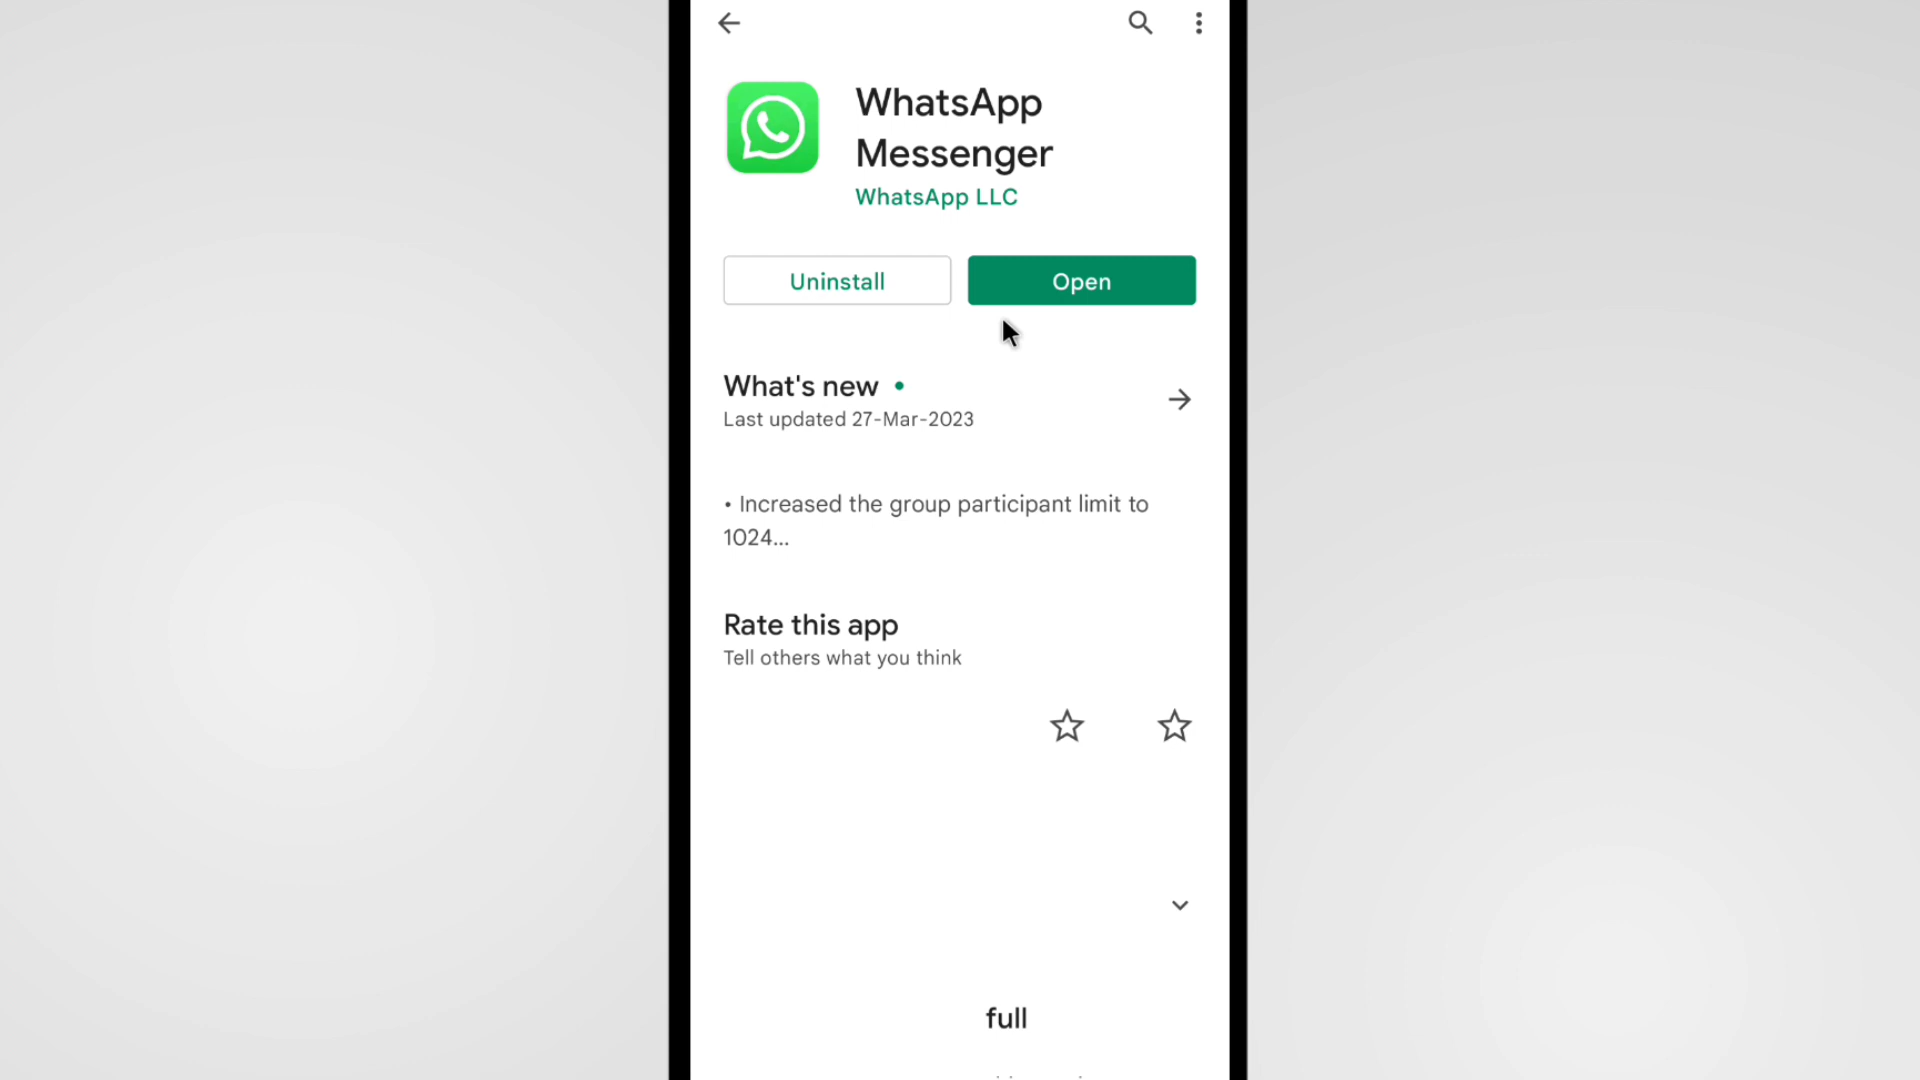 WhatsApp
Messenger
WhatsApp LLC
Uninstall
Open
What's new
Last updated 27-Mar-2023
• Increased the group participant limit to
1024...
Rate this app
Tell others what you think
full